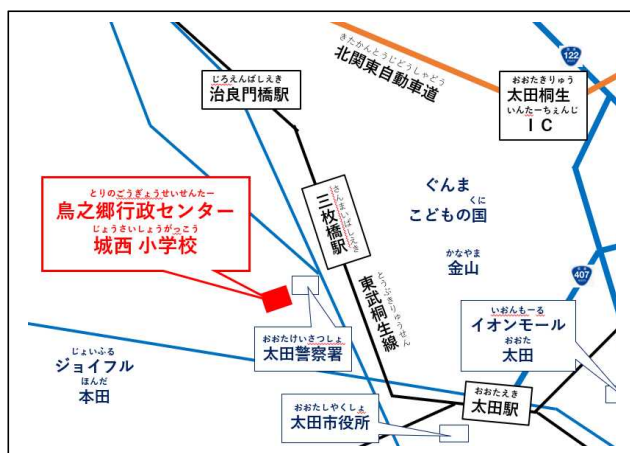 きたかんとうじどうしゃどう
北関東自動車道
122
おおたきりゅう
太田桐生
いんたーちぇんじ
IC
じろえんばしえき
治良門橋駅
とりのごうぎょうせいせんたー
鳥之郷行政センター
じょうさいしょうがっこう
城西 小学校
さんまいばしえき
三枚橋駅
ぐんま
くに
こどもの国
かなやま
金山
407
とうぶきりゅうせん
東武桐生線
おおたけいさつしょ
太田警察署
いおんもーる
イオンモール
おおた
太田
じょいふる
ジョイフル
ほんだ
本田
おおたえき
太田駅
おおたしやくしょ
太田市役所